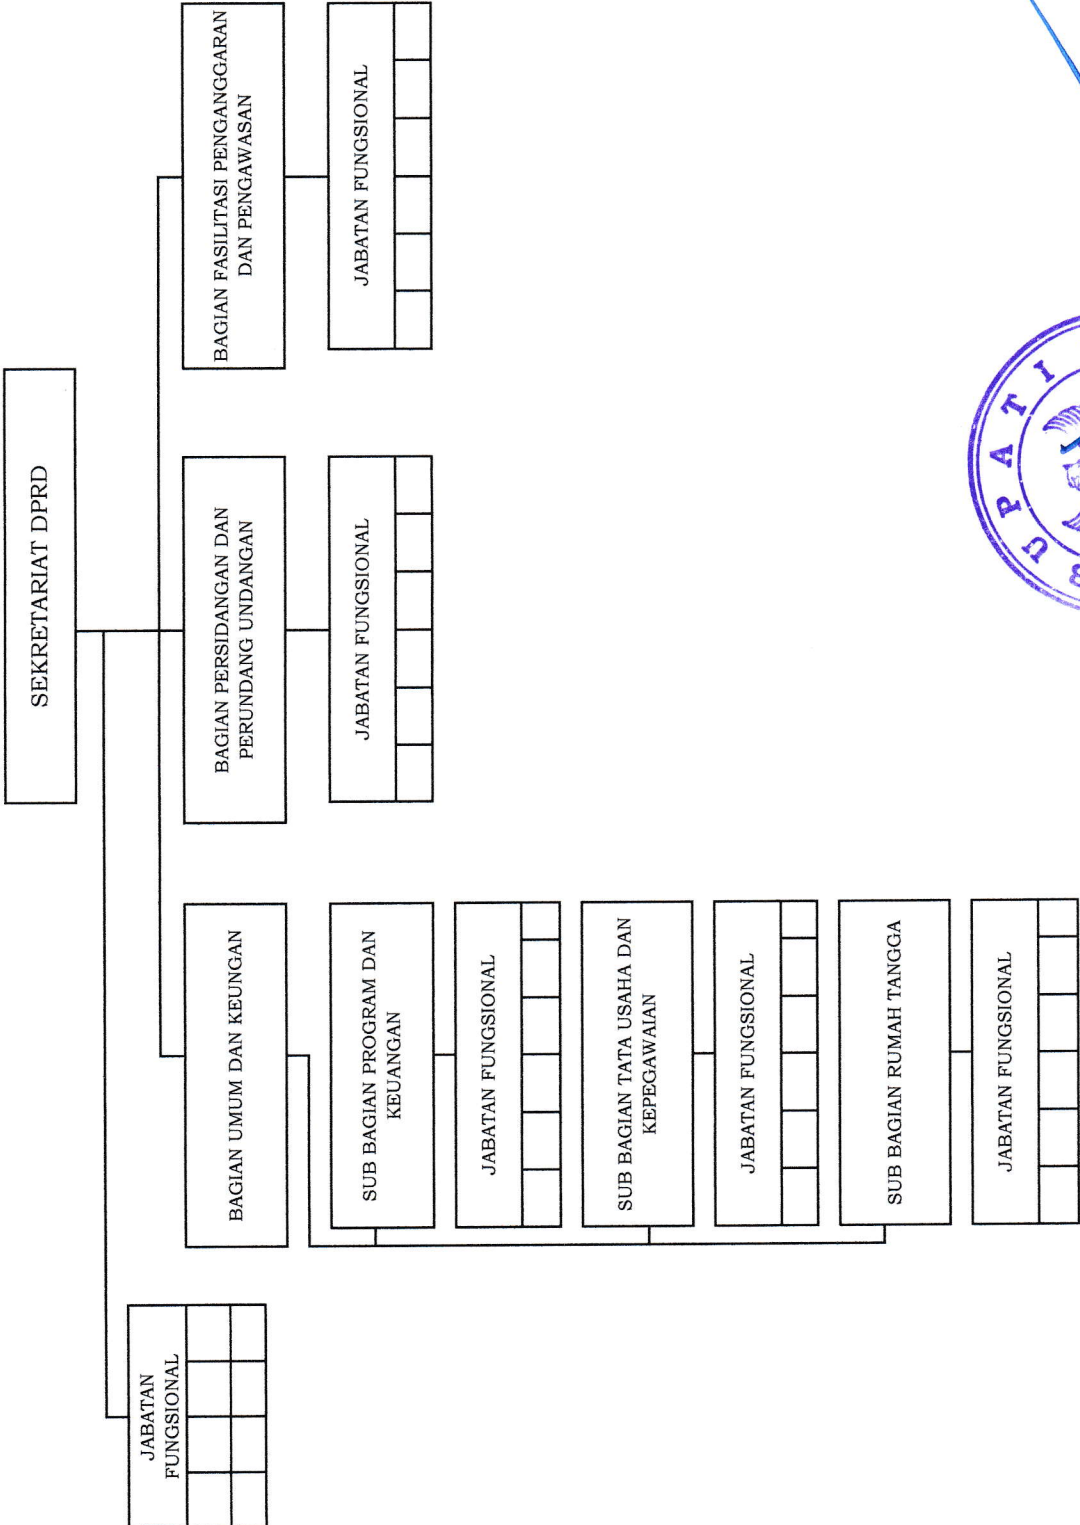 SEKRETARIAT DPRD
JABATAN
FUNGSIONAL
BAGIAN UMUM DAN KEUNGAN
BAGIAN PERSIDANGAN DAN
PERUNDANG UNDANGAN
BAGIAN FASILITASI PENGANGGARAN
DAN PENGAWASAN
SUB BAGIAN PROGRAM DAN
KEUANGAN
JABATAN FUNGSIONAL
JABATAN FUNGSIONAL
JABATAN FUNGSIONAL
SUB BAGIAN TATA USAHA DAN
KEPEGAWAIAN
JABATAN FUNGSIONAL
SUB BAGIAN RUMAH TANGGA
JABATAN FUNGSIONAL
BUPATI